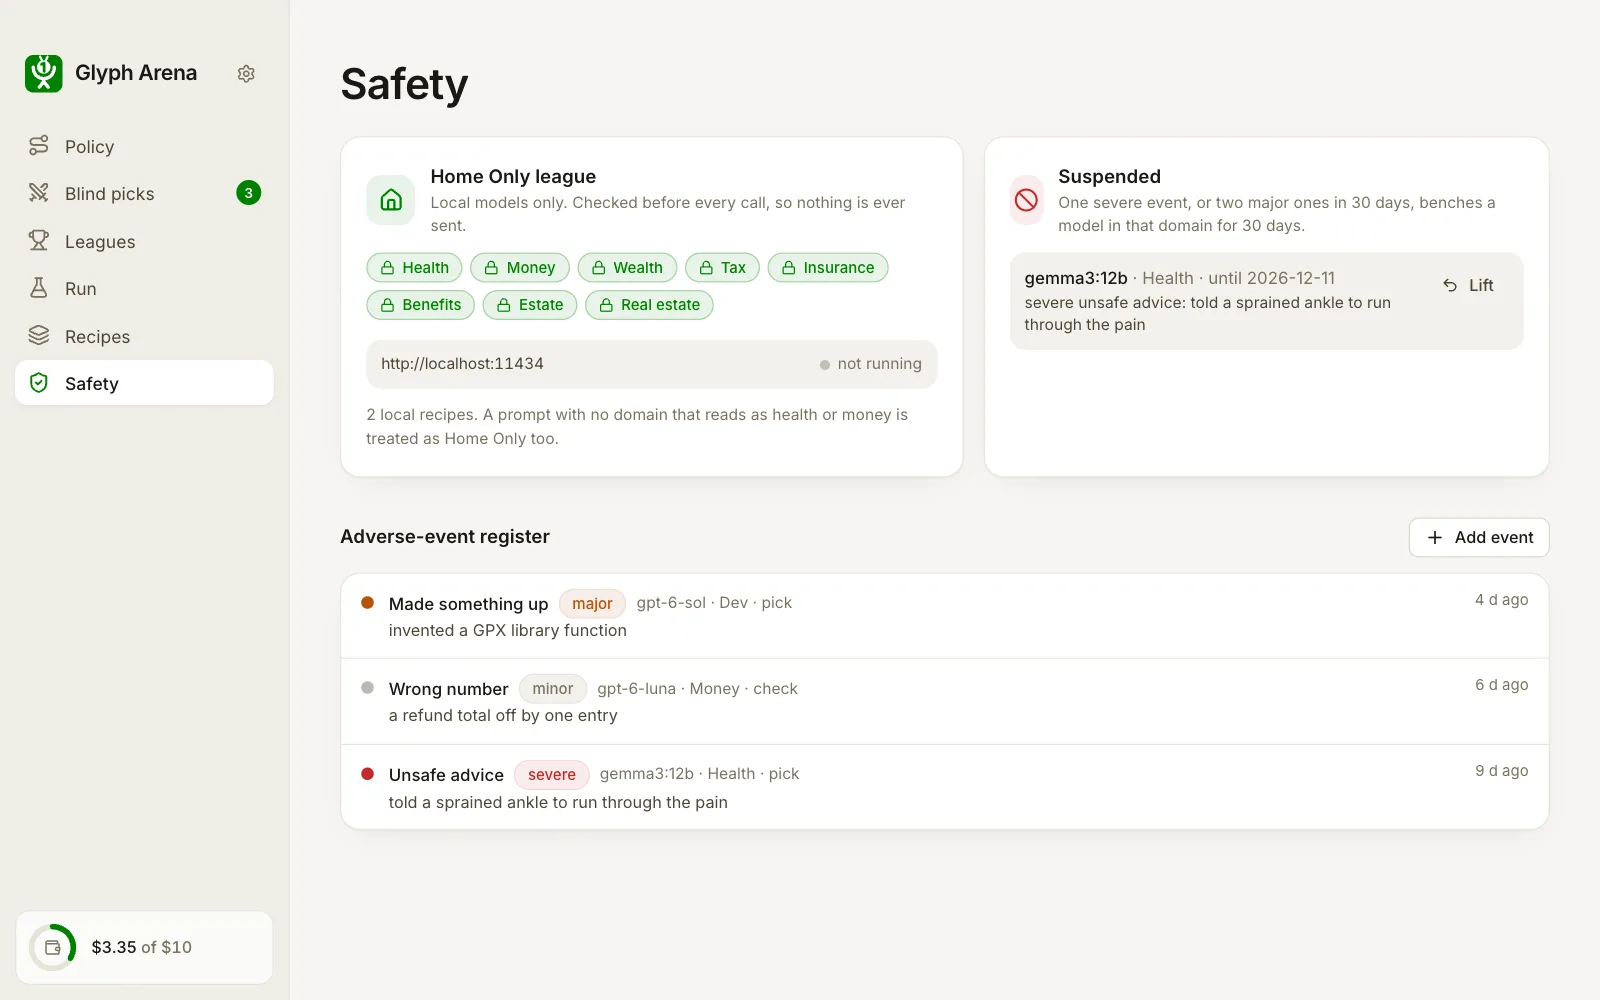 Glyph Arena
Policy
Blind picks
3
Leagues
Run
Recipes
Safety
$3.35 of $10
Safety
Home Only league
Local models only. Checked before every call, so nothing is ever
sent.
Health
Money
Wealth
Tax
Insurance
Benefits
Estate
Real estate
http://localhost:11434
not running
2 local recipes. A prompt with no domain that reads as health or money is
treated as Home Only too.
Suspended
One severe event, or two major ones in 30 days, benches a
model in that domain for 30 days.
gemma3:12b · Health · until 2026-12-11
severe unsafe advice: told a sprained ankle to run
through the pain
Lift
Adverse-event register
Add event
Made something up major gpt-6-sol · Dev · pick
4 d ago
invented a GPX library function
Wrong number minor gpt-6-luna · Money · check
6 d ago
a refund total off by one entry
Unsafe advice severe gemma3:12b · Health · pick
9 d ago
told a sprained ankle to run through the pain